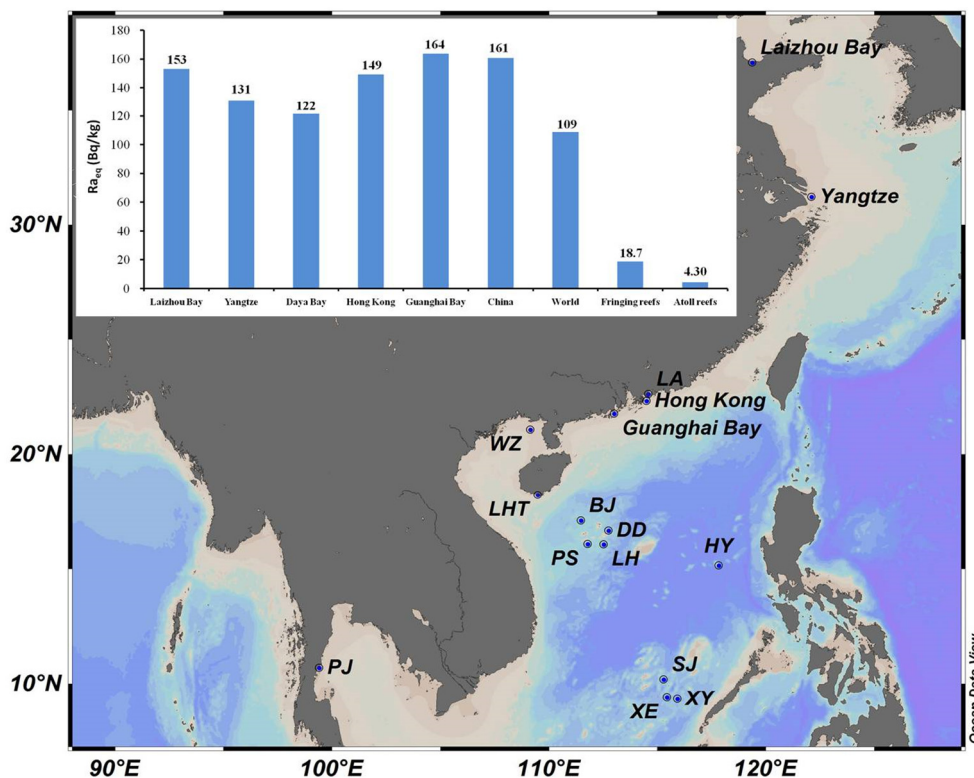 180
160
140
120
100
80
60
40
20
0
Ra_eq (Bq/kg)
153
131
122
149
164
161
109
18.7
4.30
Laizhou Bay
Yangtze
Daya Bay
Hong Kong
Guanghai Bay
China
World
Fringing reefs
Atoll reefs
Laizhou Bay
Yangtze
30°N
LA
Hong Kong
Guanghai Bay
WZ
20°N
LHT
BJ
DD
PS
LH
HY
PJ
SJ
10°N
XE
XY
90°E
100°E
110°E
120°E
Ocean Data View